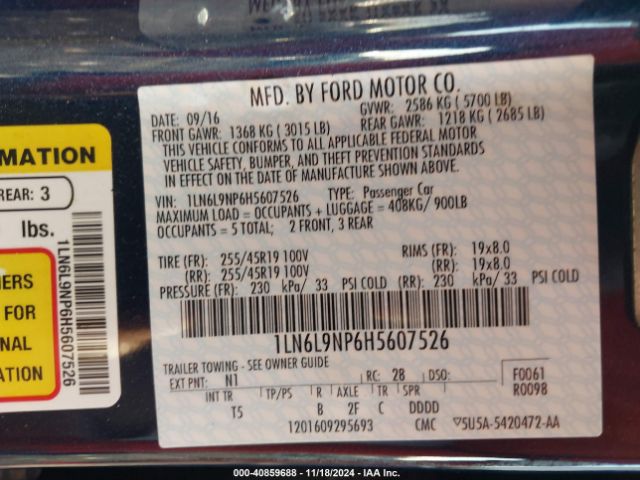 MFD. BY FORD MOTOR CO.
DATE: 09/16 GVWR: 2586 KG ( 5700 LB)
FRONT GAWR: 1368 KG ( 3015 LB) REAR GAWR: 1218 KG ( 2685 LB)
THIS VEHICLE CONFORMS TO ALL APPLICABLE FEDERAL MOTOR
VEHICLE SAFETY, BUMPER, AND THEFT PREVENTION STANDARDS
IN EFFECT ON THE DATE OF MANUFACTURE SHOWN ABOVE.
VIN: 1LN6L9NP6H5607526 TYPE: Passenger Car
MAXIMUM LOAD = OCCUPANTS + LUGGAGE = 408KG/ 900LB
OCCUPANTS = 5 TOTAL; 2 FRONT, 3 REAR
TIRE (FR): 255/45R19 100V RIMS (FR): 19x8.0
(RR): 255/45R19 100V (RR): 19x8.0
PRESSURE (FR): 230 kPa/ 33 PSI COLD (RR): 230 kPa/ 33 PSI COLD
1LN6L9NP6H5607526
TRAILER TOWING - SEE OWNER GUIDE
EXT PNT: N1 RC: 28 DSO: F0061
INT TR TP/PS R AXLE TR SPR R0098
T5 B 2F C DDDD
1201609295693 CMC 5U5A-5420472-AA
RMATION
REAR: 3
lbs.
NERS
FOR
NAL
ATION
1LN6L9NP6H5607526
000-40859688 - 11/18/2024 - IAA Inc.